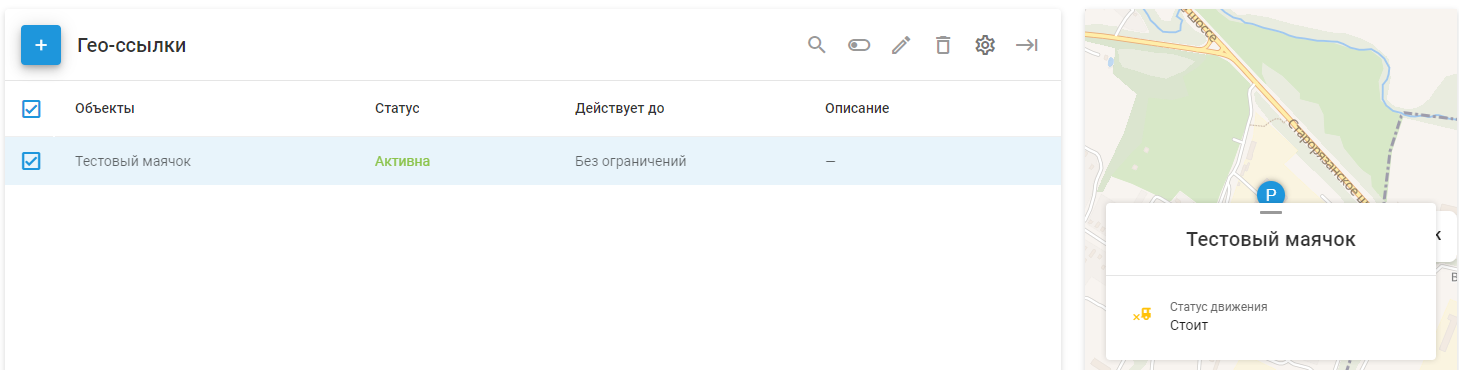 Гео-ссылки
Объекты Статус Действует до Описание
Тестовый маячок Активна Без ограничений —
-шоссе
Старорязанское ш
P
Тестовый маячок
Статус движения
Стоит
к
В